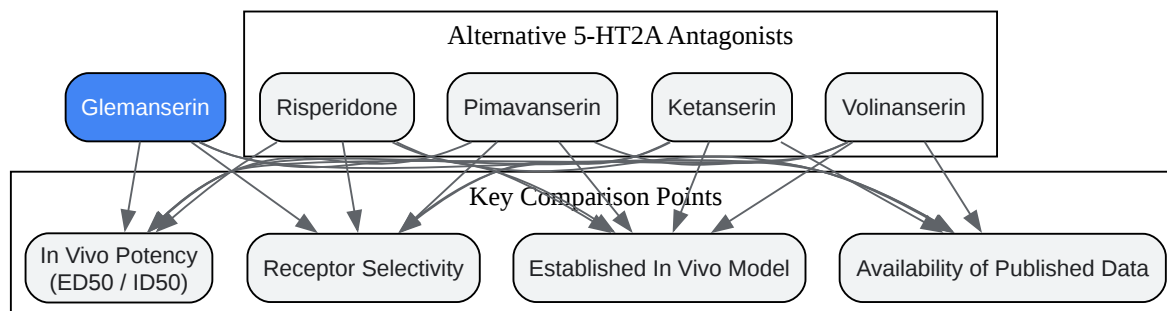 Alternative 5-HT2A Antagonists
Glemanserin
Risperidone
Pimavanserin
Ketanserin
Volinanserin
Key Comparison Points
In Vivo Potency
(ED50 / ID50)
Receptor Selectivity
Established In Vivo Model
Availability of Published Data